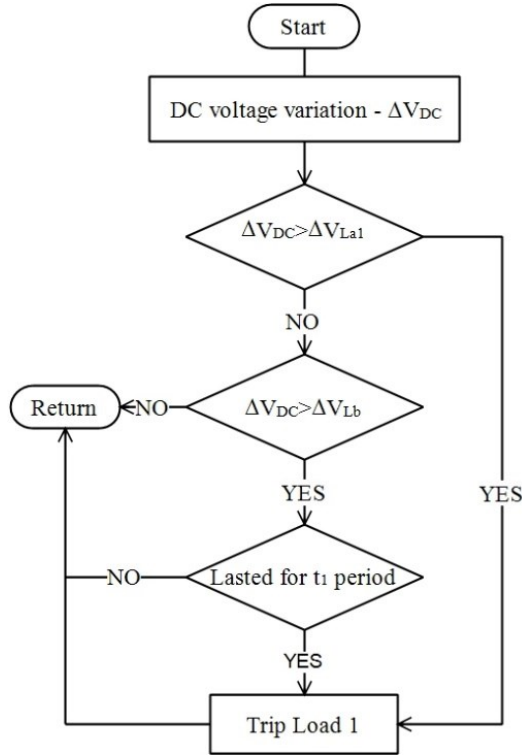 Start
DC voltage variation - ΔVDC
ΔVDC>ΔVLa1
NO
Return
NO
ΔVDC>ΔVLb
YES
YES
NO
Lasted for t1 period
YES
Trip Load 1